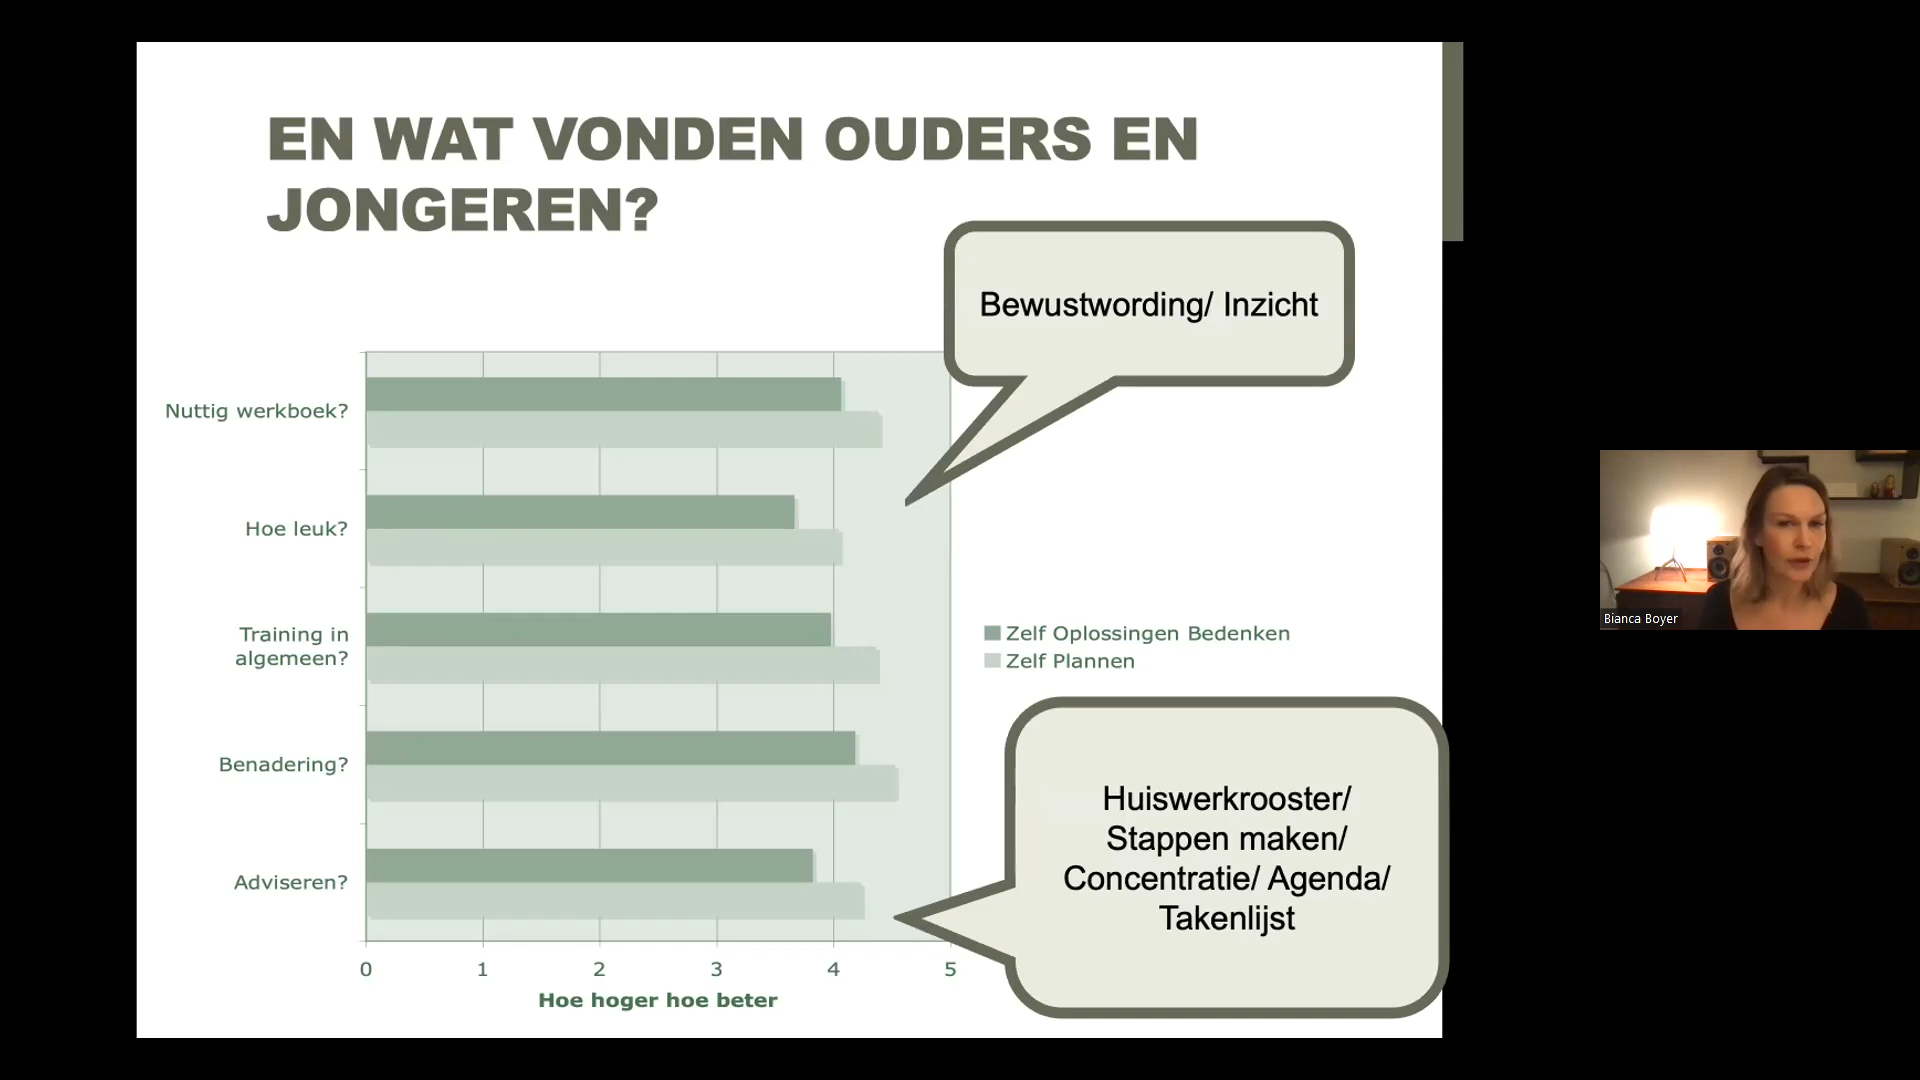 EN WAT VONDEN OUDERS EN
JONGEREN?
Bewustwording/ Inzicht
Nuttig werkboek?
Hoe leuk?
Training in
algemeen?
Benadering?
Adviseren?
0 1 2 3 4 5
Hoe hoger hoe beter
Zelf Oplossingen Bedenken
Zelf Plannen
Huiswerkrooster/
Stappen maken/
Concentratie/ Agenda/
Takenlijst
Bianca Boyer